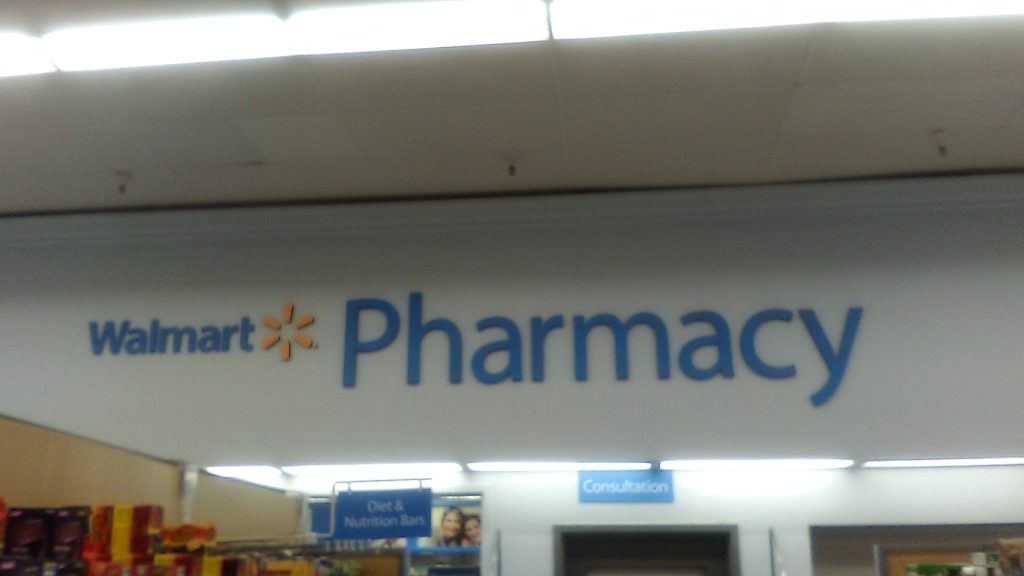 Walmart Pharmacy
Consultation
Diet &
Nutrition Bars